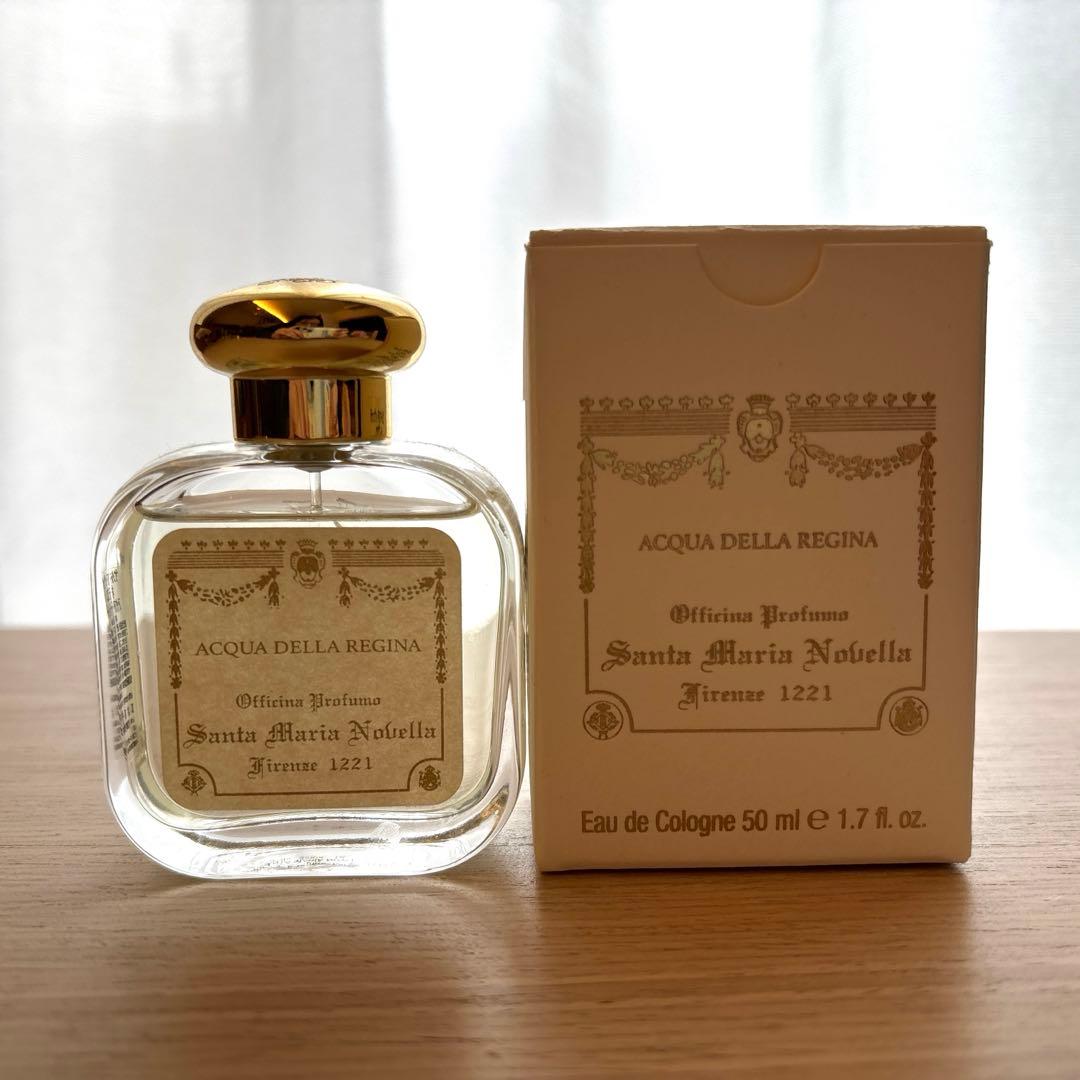 ACQUA DELLA REGINA
Officina Profumo
Santa Maria Novella
Firenze 1221
ACQUA DELLA REGINA
Officina Profumo
Santa Maria Novella
Firenze 1221
Eau de Cologne 50 ml ℮ 1.7 fl. oz.